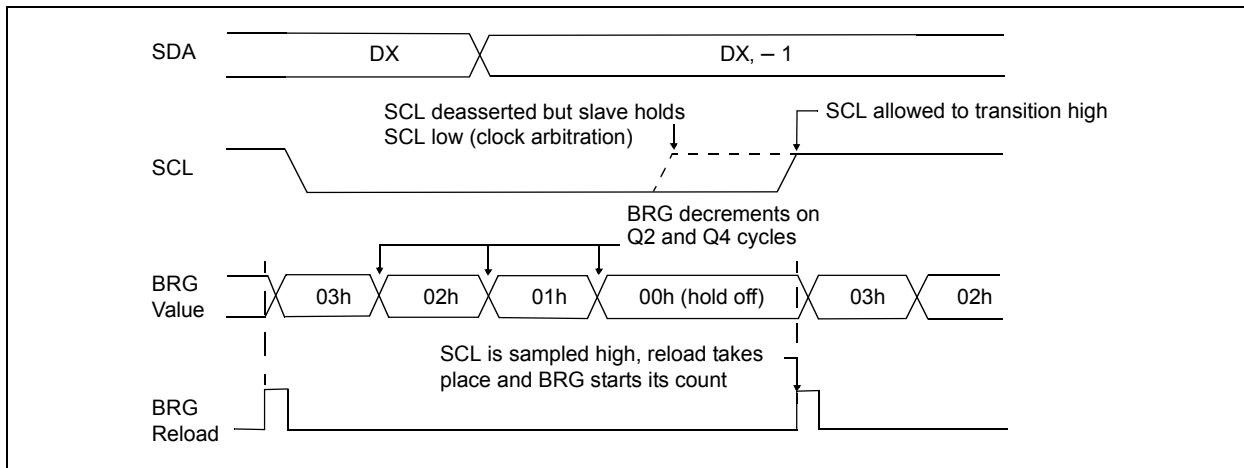 SDA
DX
DX, – 1
SCL deasserted but slave holds
SCL low (clock arbitration)
SCL allowed to transition high
SCL
BRG decrements on
Q2 and Q4 cycles
BRG
Value
03h
02h
01h
00h (hold off)
03h
02h
SCL is sampled high, reload takes
place and BRG starts its count
BRG
Reload